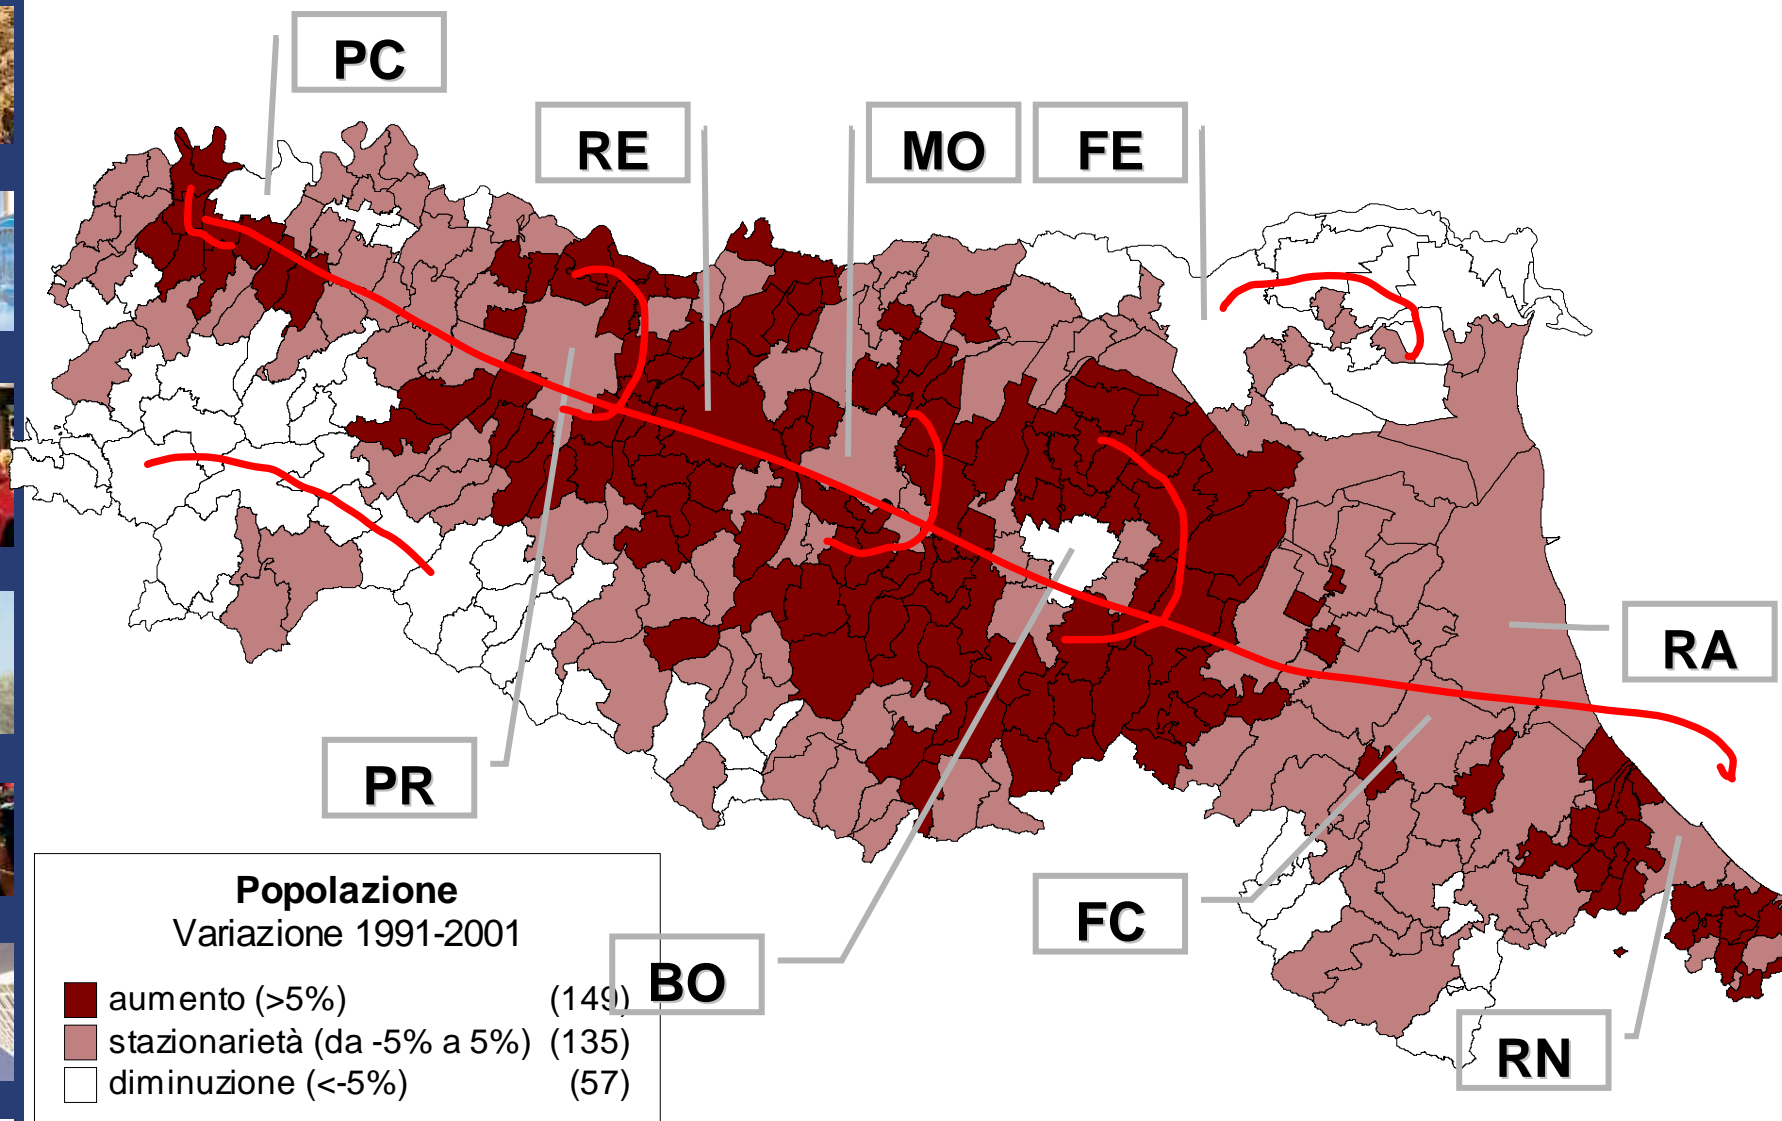 PC
RE
MO
FE
PR
RA
FC
BO
RN
Popolazione
Variazione 1991-2001
aumento (>5%) (149)
stazionarietà (da -5% a 5%) (135)
diminuzione (<-5%) (57)